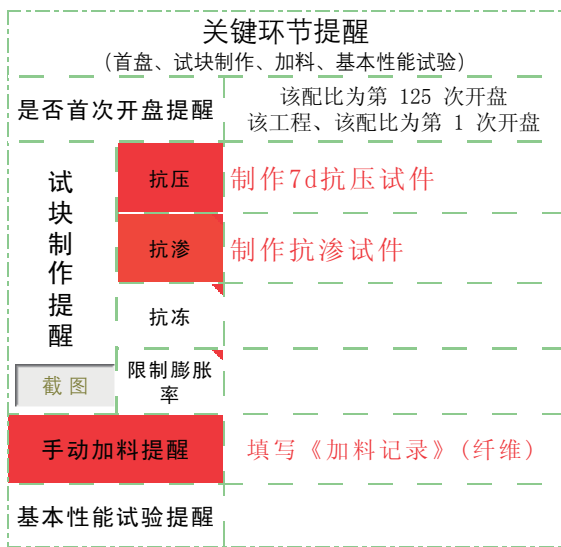 关键环节提醒
(首盘、试块制作、加料、基本性能试验)
是否首次开盘提醒
该配比为第 125 次开盘
该工程、该配比为第 1 次开盘
试块制作提醒
抗压
制作7d抗压试件
抗渗
制作抗渗试件
抗冻
限制膨胀
率
截图
手动加料提醒
填写《加料记录》(纤维)
基本性能试验提醒